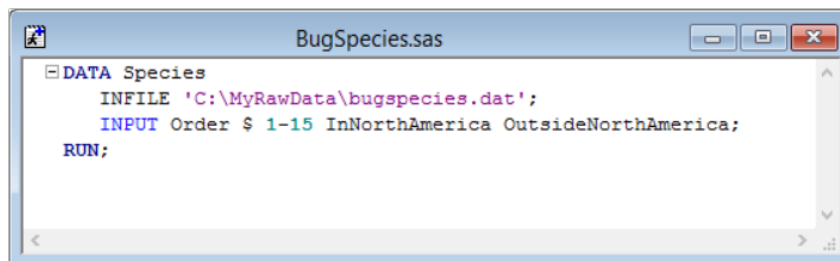 BugSpecies.sas
DATA Species
INFILE 'C:\MyRawData\bugspecies.dat';
INPUT Order $ 1-15 InNorthAmerica OutsideNorthAmerica;
RUN;